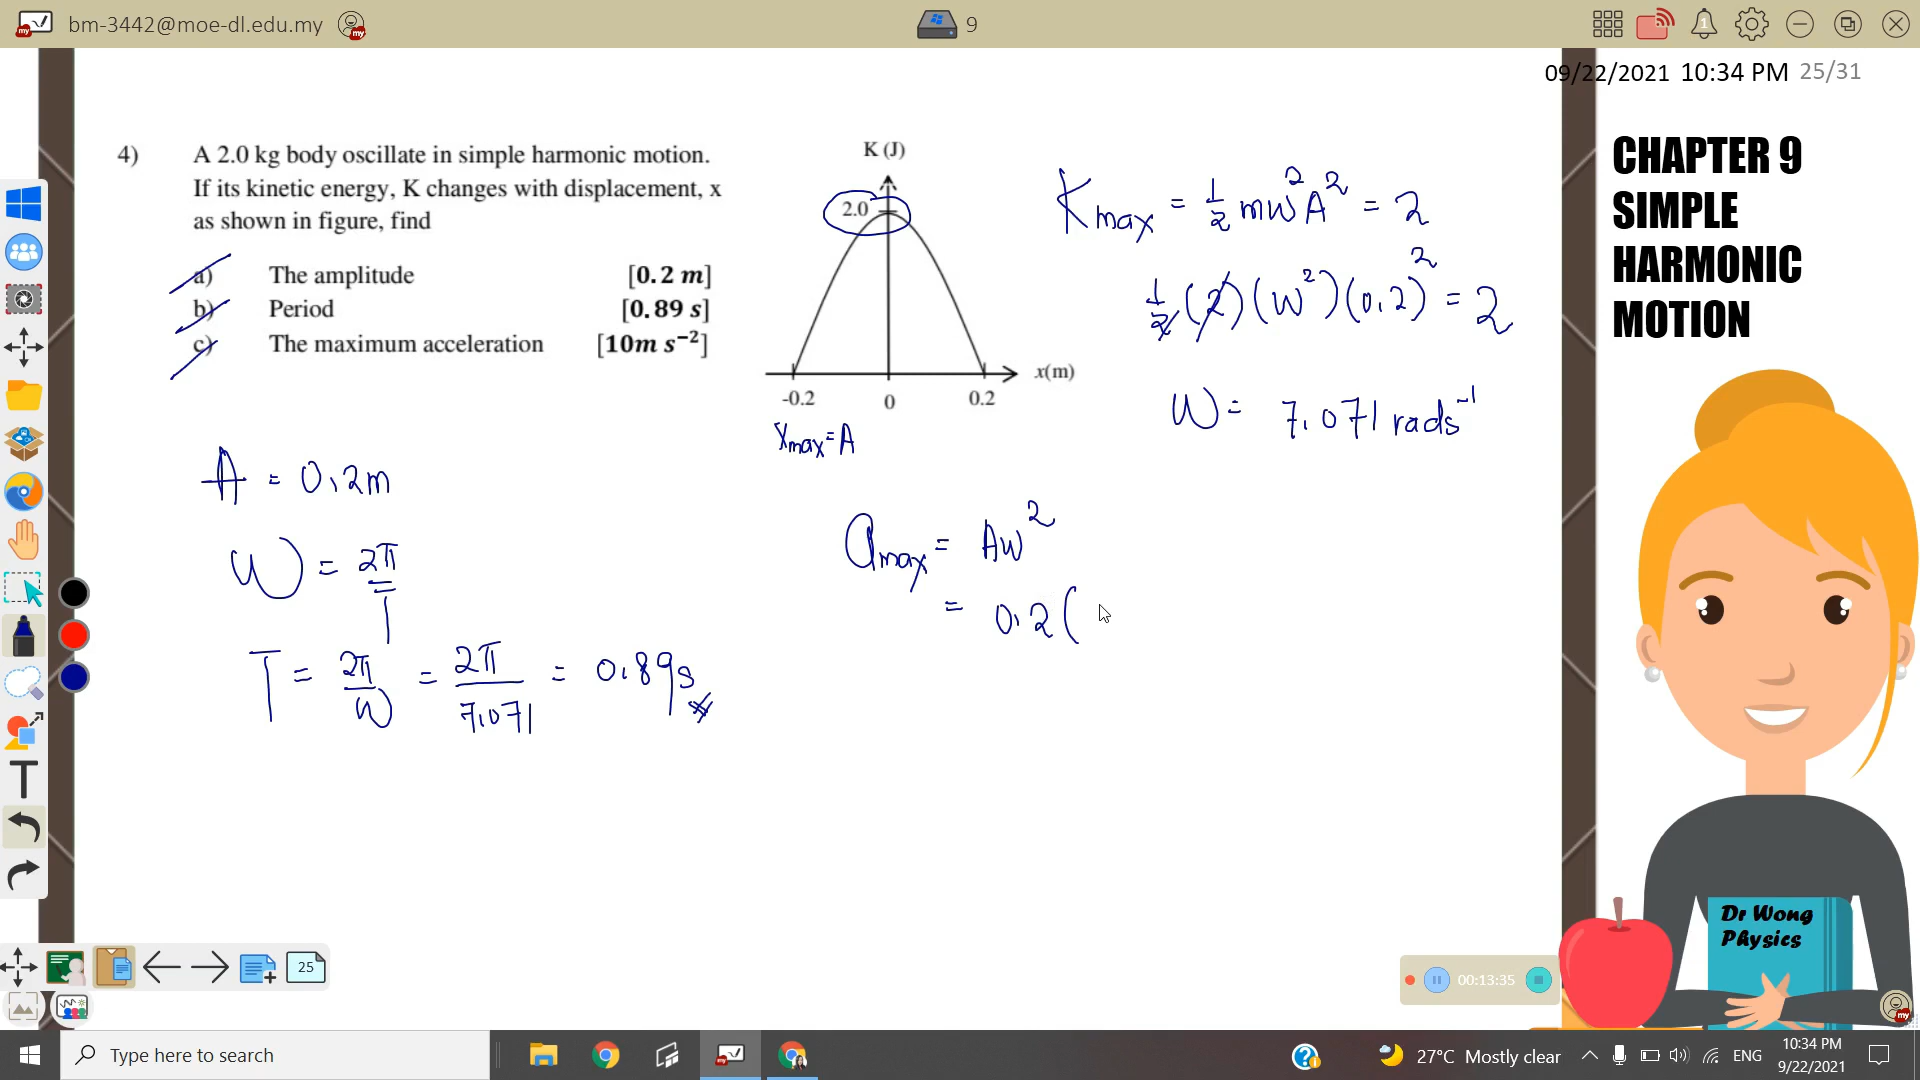 bm-3442@moe-dl.edu.my
9
1
09/22/2021 10:34 PM 25/31
4) A 2.0 kg body oscillate in simple harmonic motion.
If its kinetic energy, K changes with displacement, x
as shown in figure, find
a) The amplitude [0.2 m]
b) Period [0.89 s]
c) The maximum acceleration [10m s⁻²]
K (J)
2.0
x(m)
-0.2 0 0.2
Xmax = A
Kmax = 1/2 mω²A² = 2
1/2 (2) (ω²) (0.2)² = 2
ω = 7.071 rads⁻¹
A = 0.2m
ω = 2π/T
T = 2π/ω = 2π/7.071 = 0.89s
amax = Aω²
= 0.2 (
CHAPTER 9
SIMPLE
HARMONIC
MOTION
Dr Wong
Physics
T
25
00:13:35
my
Type here to search
27°C Mostly clear
ENG
10:34 PM
9/22/2021